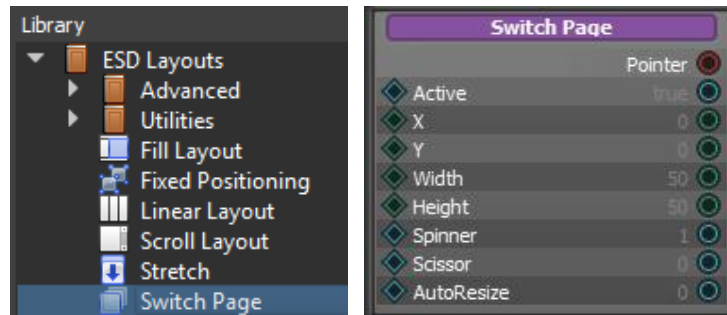 Library
ESD Layouts
Advanced
Utilities
Fill Layout
Fixed Positioning
Linear Layout
Scroll Layout
Stretch
Switch Page
Switch Page
Pointer
Active true
X 0
Y 0
Width 50
Height 50
Spinner 1
Scissor 0
AutoResize 0